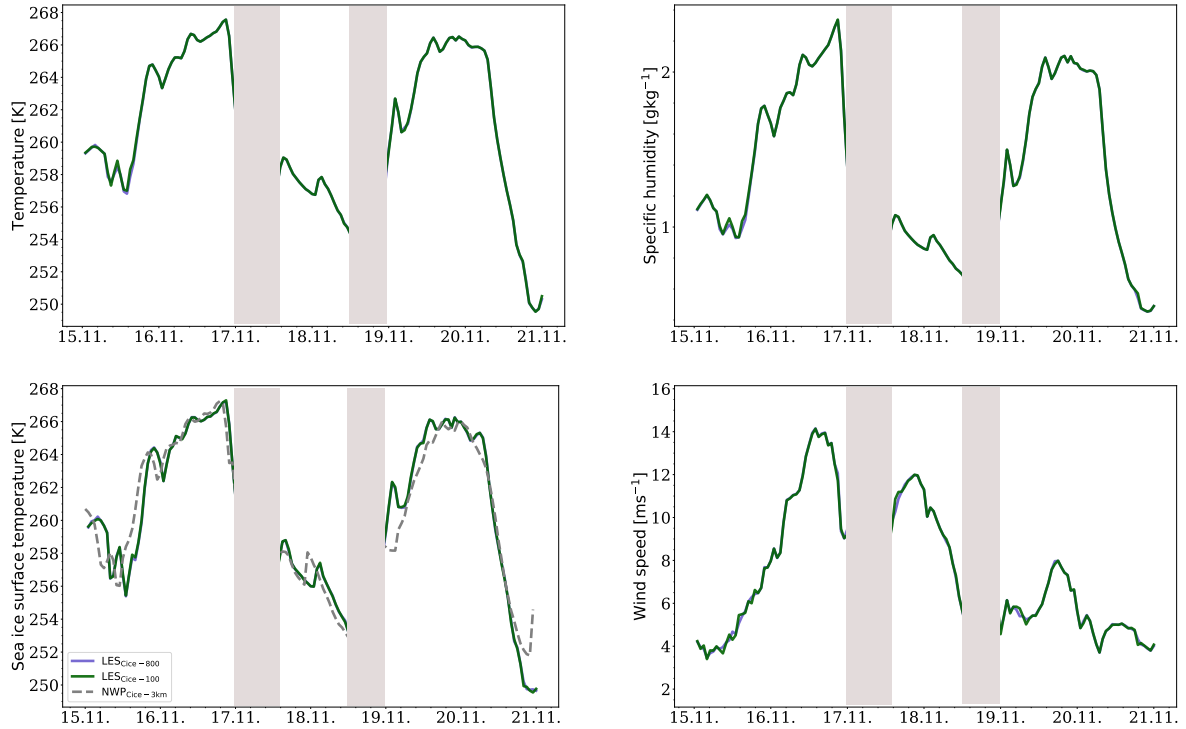 268
266
264
262
260
258
256
254
252
250
Temperature [K]
15.11. 16.11. 17.11. 18.11. 19.11. 20.11. 21.11.
2
1
Specific humidity [gkg⁻¹]
15.11. 16.11. 17.11. 18.11. 19.11. 20.11. 21.11.
268
266
264
262
260
258
256
254
252
250
Sea ice surface temperature [K]
LES_Cice−800
LES_Cice−100
NWP_Cice−3km
15.11. 16.11. 17.11. 18.11. 19.11. 20.11. 21.11.
16
14
12
10
8
6
4
2
Wind speed [ms⁻¹]
15.11. 16.11. 17.11. 18.11. 19.11. 20.11. 21.11.